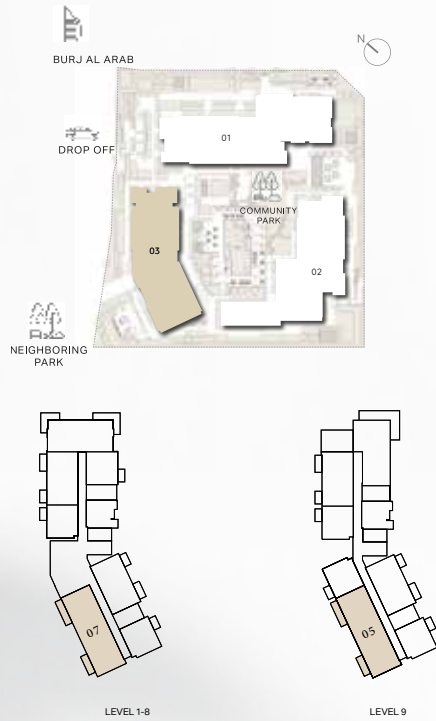 N
BURJ AL ARAB
01
DROP OFF
COMMUNITY
PARK
03
02
NEIGHBORING
PARK
07
05
LEVEL 1-8
LEVEL 9